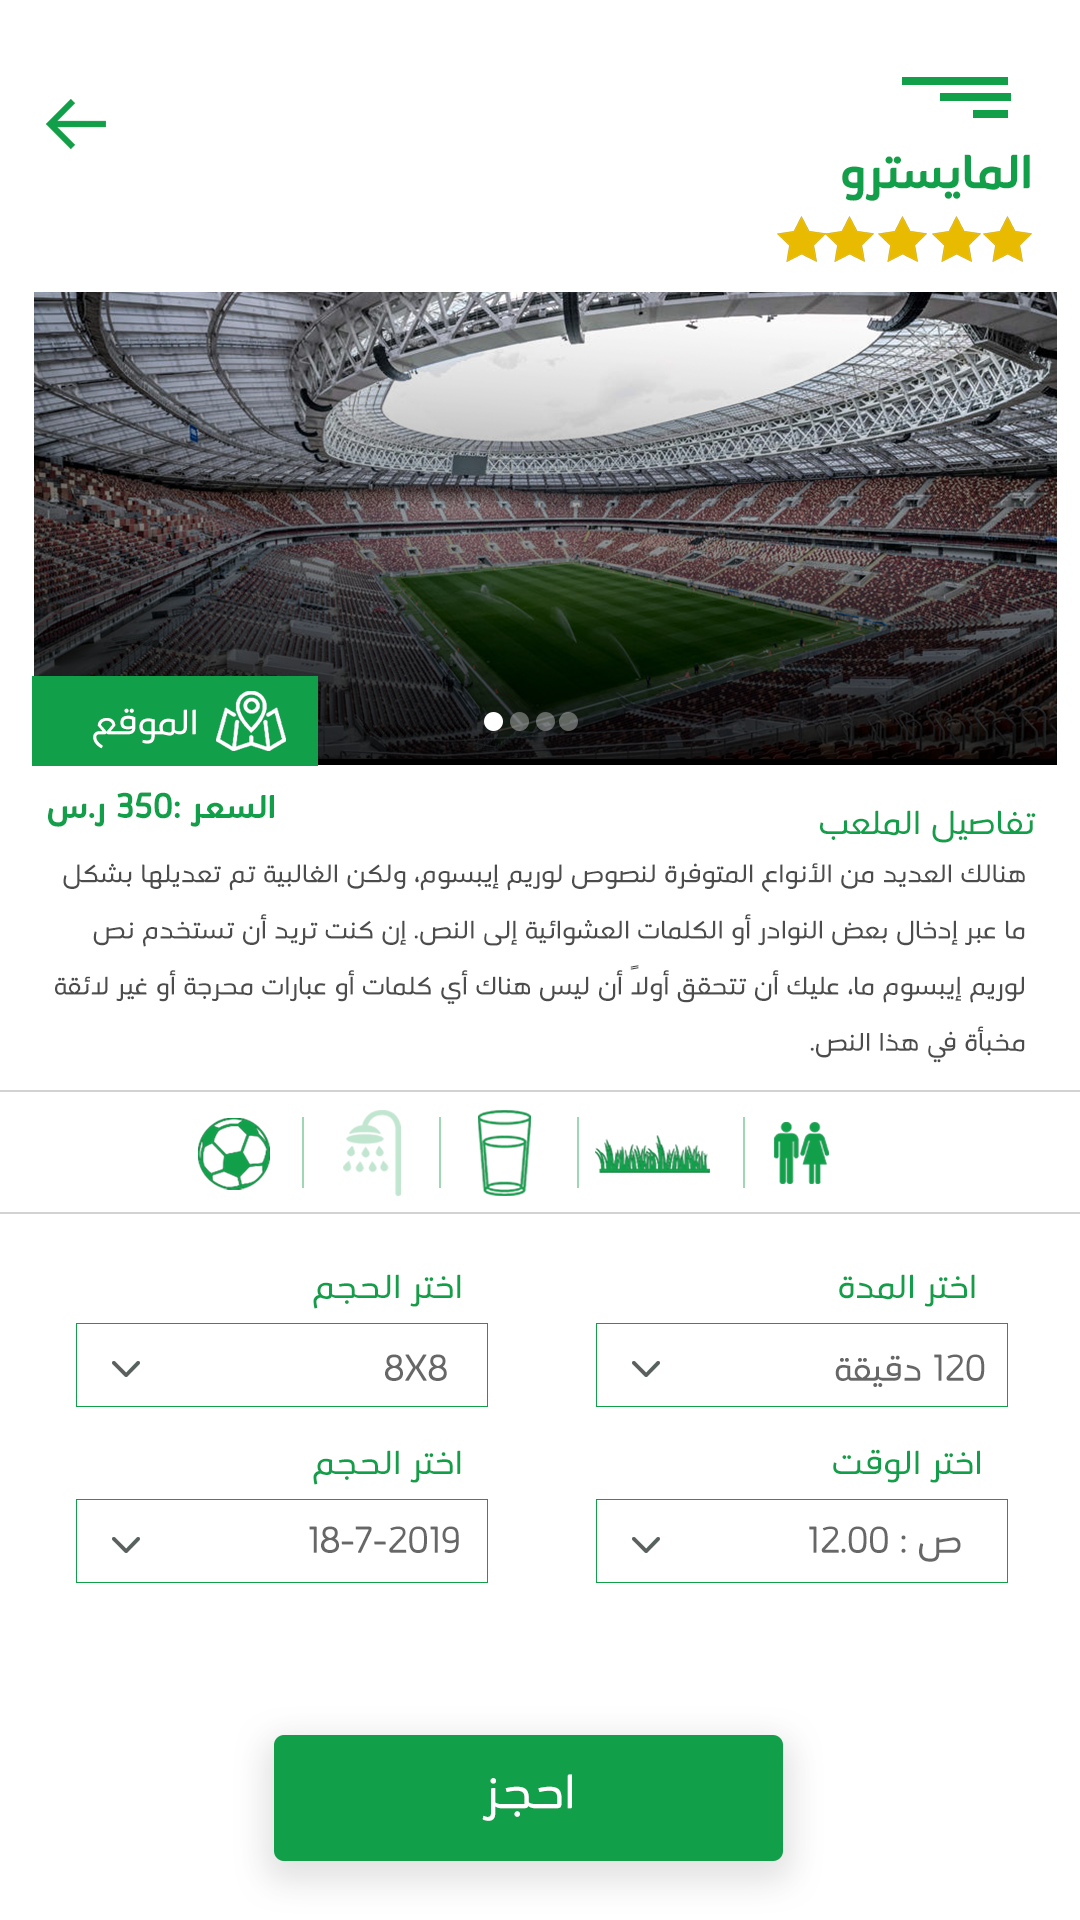 المايسترو
الموقع
السعر :350 ر.س
تفاصيل الملعب
هنالك العديد من الأنواع المتوفرة لنصوص لوريم إيبسوم، ولكن الغالبية تم تعديلها بشكل
ما عبر إدخال بعض النوادر أو الكلمات العشوائية إلى النص. إن كنت تريد أن تستخدم نص
لوريم إيبسوم ما، عليك أن تتحقق أولاً أن ليس هناك أي كلمات أو عبارات محرجة أو غير لائقة
مخبأة في هذا النص.
اختر المدة
اختر الحجم
120 دقيقة
8X8
اختر الوقت
اختر الحجم
ص : 12.00
18-7-2019
احجز